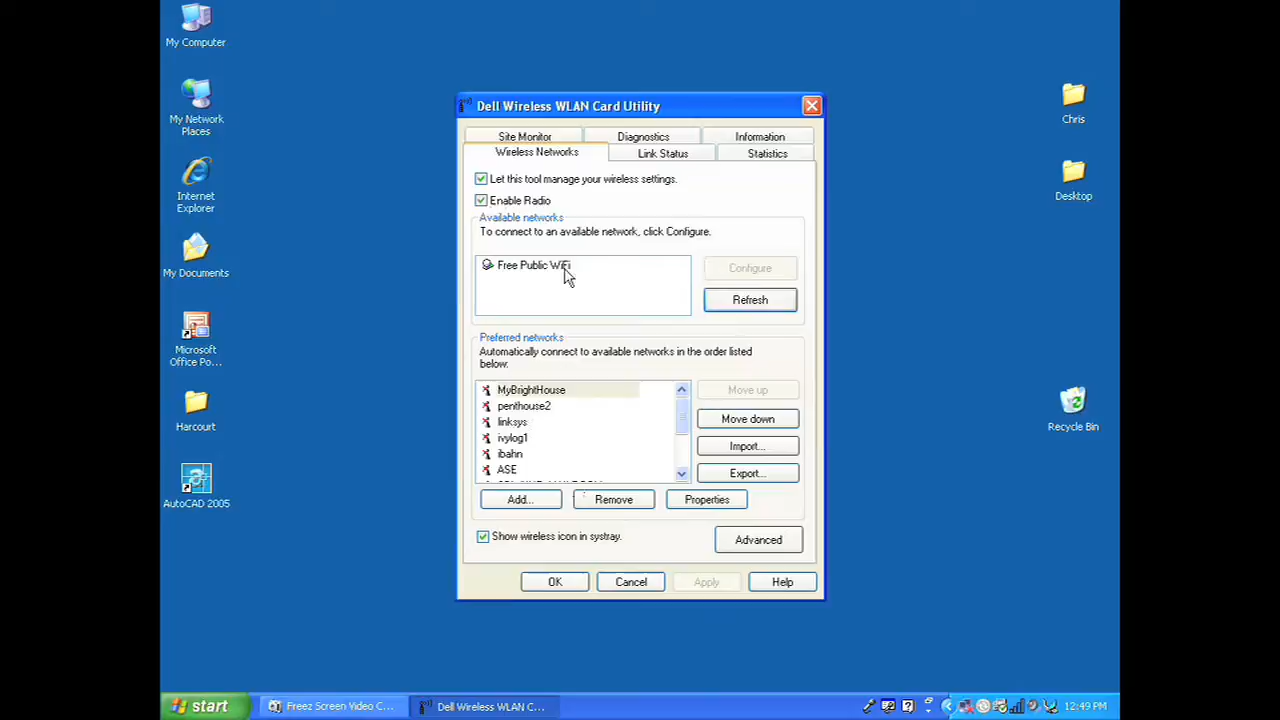 My Computer
My Network
Places
Internet
Explorer
My Documents
Microsoft
Office Po...
Harcourt
AutoCAD 2005
Dell Wireless WLAN Card Utility
Site Monitor
Diagnostics
Information
Wireless Networks
Link Status
Statistics
Let this tool manage your wireless settings.
Enable Radio
Available networks
To connect to an available network, click Configure.
Free Public WiFi
Configure
Refresh
Preferred networks
Automatically connect to available networks in the order listed
below:
MyBrightHouse
penthouse2
linksys
ivylog1
ibahn
ASE
Move up
Move down
Import...
Export...
Add...
Remove
Properties
Show wireless icon in systray.
Advanced
OK
Cancel
Apply
Help
Chris
Desktop
Recycle Bin
start
Freez Screen Video C...
Dell Wireless WLAN C...
12:49 PM